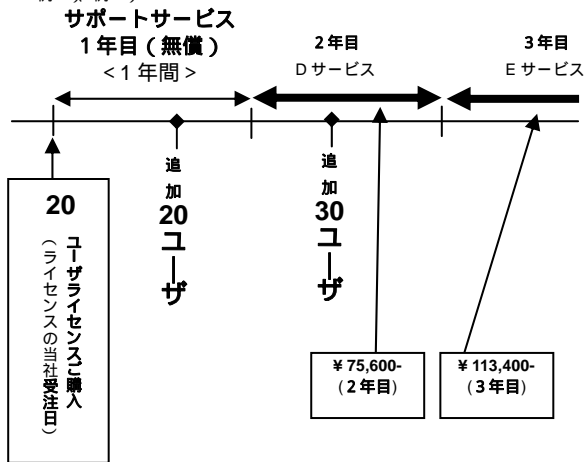 サポートサービス
1年目（無償）
<1年間>
2年目
Dサービス
3年目
Eサービス
20
ユーザライセンスご購入
（ライセンスの当社受注日）
追加
20
ユーザ
追加
30
ユーザ
¥ 75,600-
(2年目)
¥ 113,400-
(3年目)